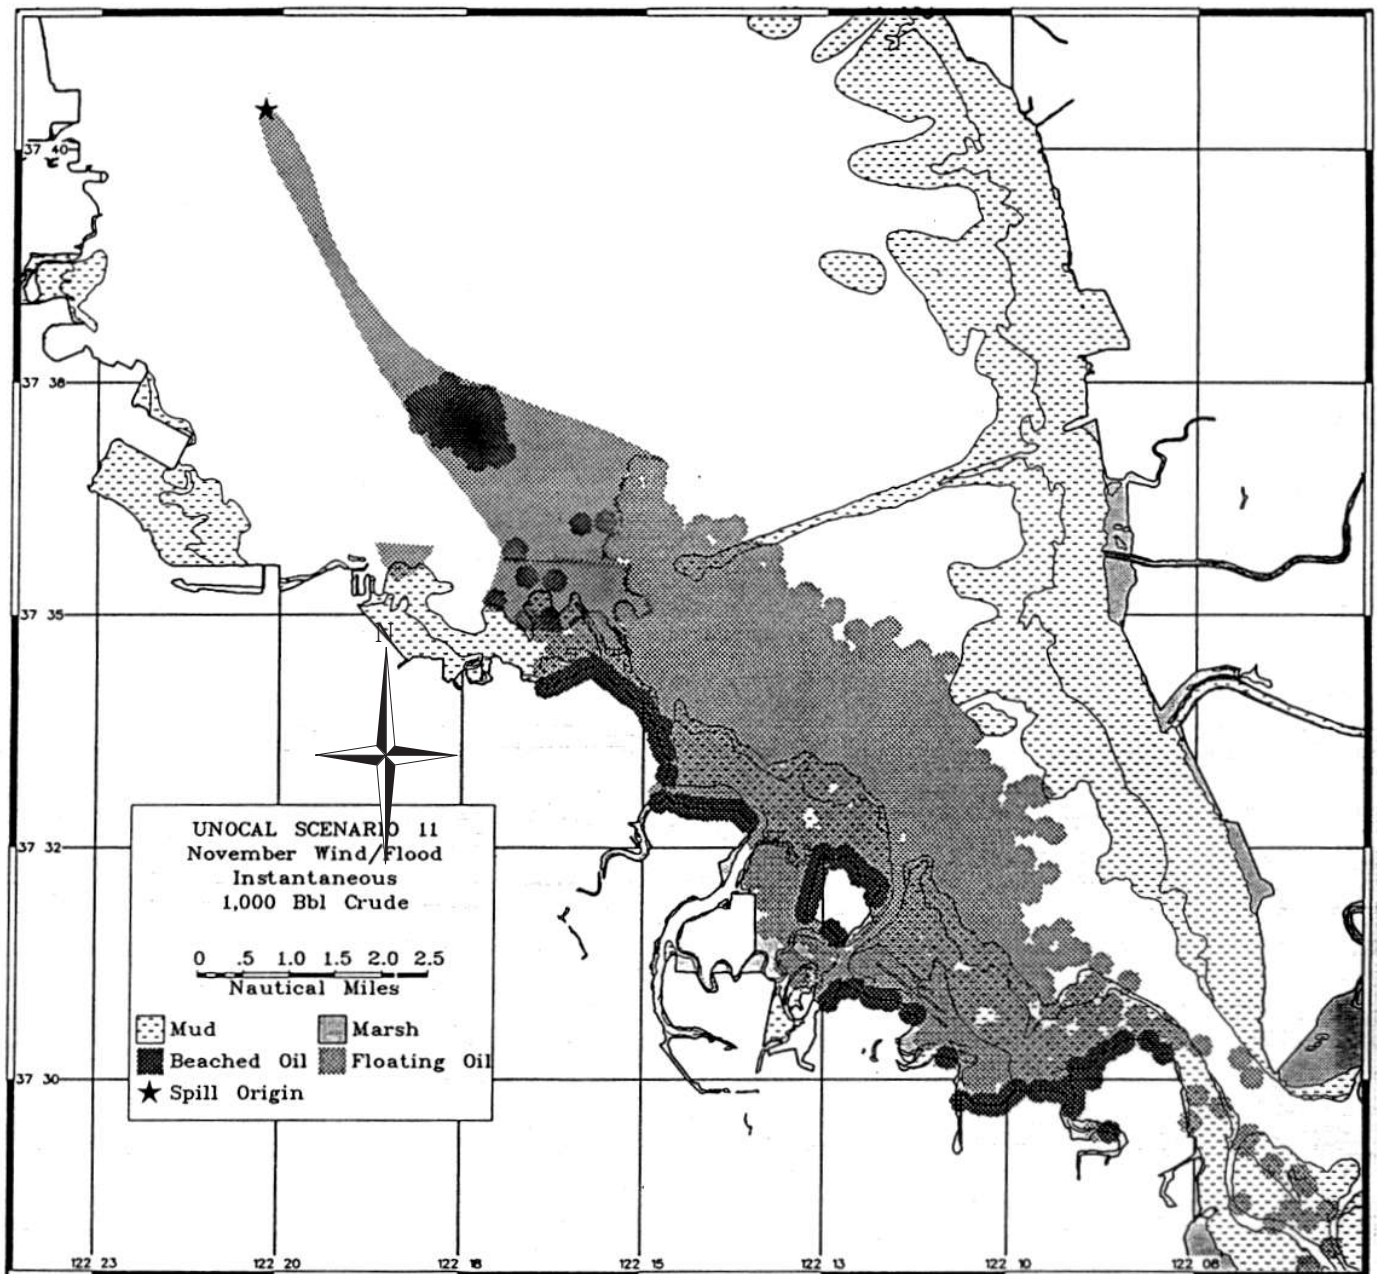 37 40
37 38
37 35
N
UNOCAL SCENARIO 11
November Wind/Flood
Instantaneous
1,000 Bbl Crude
0 .5 1.0 1.5 2.0 2.5
Nautical Miles
Mud Marsh
Beached Oil Floating Oil
Spill Origin
37 32
37 30
122 23 122 20 122 18 122 15 122 13 122 10 122 08